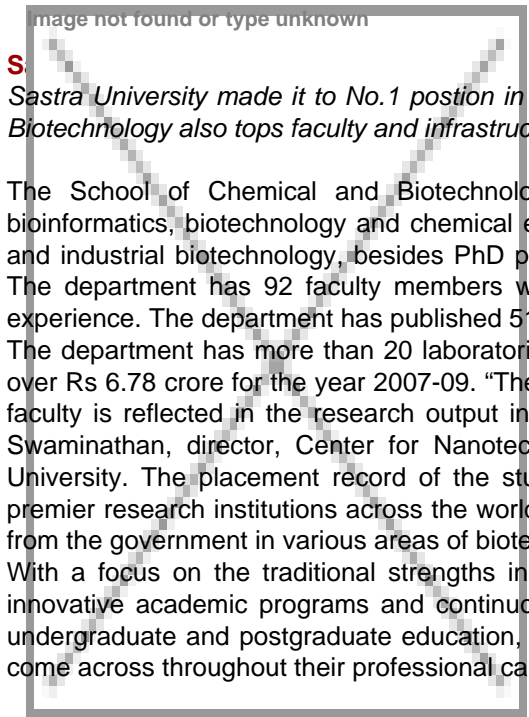 Image not found or type unknown
Sastra University made it to No.1 postion in
Biotechnology also tops faculty and infrastruc
The School of Chemical and Biotechnolo
bioinformatics, biotechnology and chemical e
and industrial biotechnology, besides PhD p
The department has 92 faculty members w
experience. The department has published 51
The department has more than 20 laboratori
over Rs 6.78 crore for the year 2007-09. “The
faculty is reflected in the research output in
Swaminathan, director, Center for Nanotec
University. The placement record of the stu
premier research institutions across the world
from the government in various areas of biote
With a focus on the traditional strengths in
innovative academic programs and continuo
undergraduate and postgraduate education,
come across throughout their professional ca